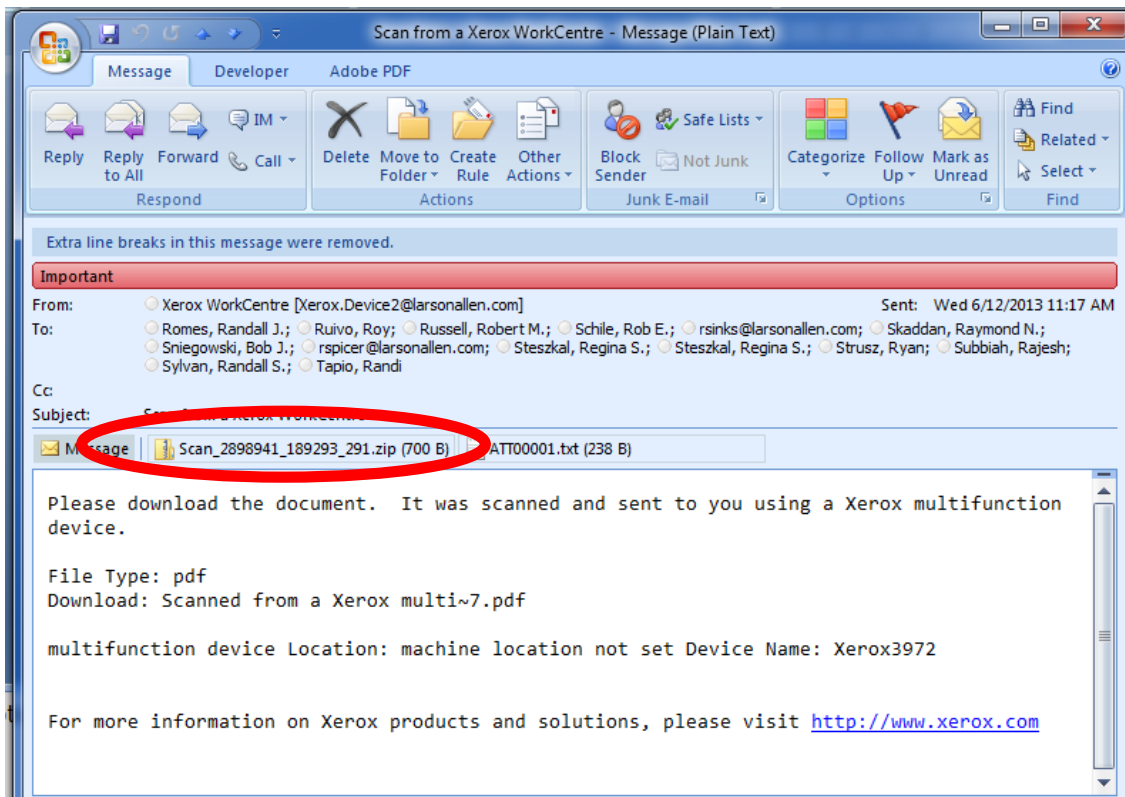 Scan from a Xerox WorkCentre - Message (Plain Text)
Message Developer Adobe PDF
Reply Reply to All Forward IM Call
Delete Move to Folder Create Rule Other Actions
Block Sender Safe Lists Not Junk
Categorize Follow Up Mark as Unread
Find Related Select
Respond Actions Junk E-mail Options Find
Extra line breaks in this message were removed.
Important
From: Xerox WorkCentre [Xerox.Device2@larsonallen.com] Sent: Wed 6/12/2013 11:17 AM
To: Romes, Randall J.; Ruivo, Roy; Russell, Robert M.; Schile, Rob E.; rsinks@larsonallen.com; Skaddan, Raymond N.;
Sniegowski, Bob J.; rspicer@larsonallen.com; Steszkal, Regina S.; Steszkal, Regina S.; Strusz, Ryan; Subbiah, Rajesh;
Sylvan, Randall S.; Tapio, Randi
Cc:
Subject:
Message Scan_2898941_189293_291.zip (700 B) ATT00001.txt (238 B)
Please download the document. It was scanned and sent to you using a Xerox multifunction
device.
File Type: pdf
Download: Scanned from a Xerox multi~7.pdf
multifunction device Location: machine location not set Device Name: Xerox3972
For more information on Xerox products and solutions, please visit http://www.xerox.com